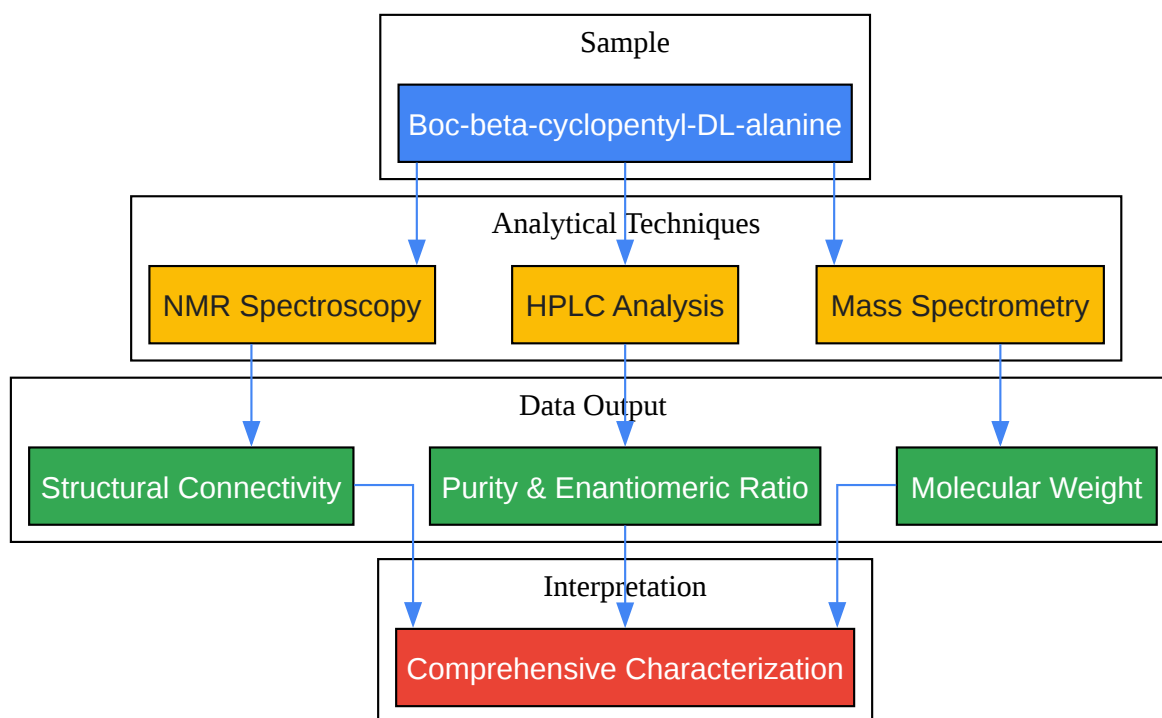 Sample
Boc-beta-cyclopentyl-DL-alanine
Analytical Techniques
NMR Spectroscopy
HPLC Analysis
Mass Spectrometry
Data Output
Structural Connectivity
Purity & Enantiomeric Ratio
Molecular Weight
Interpretation
Comprehensive Characterization